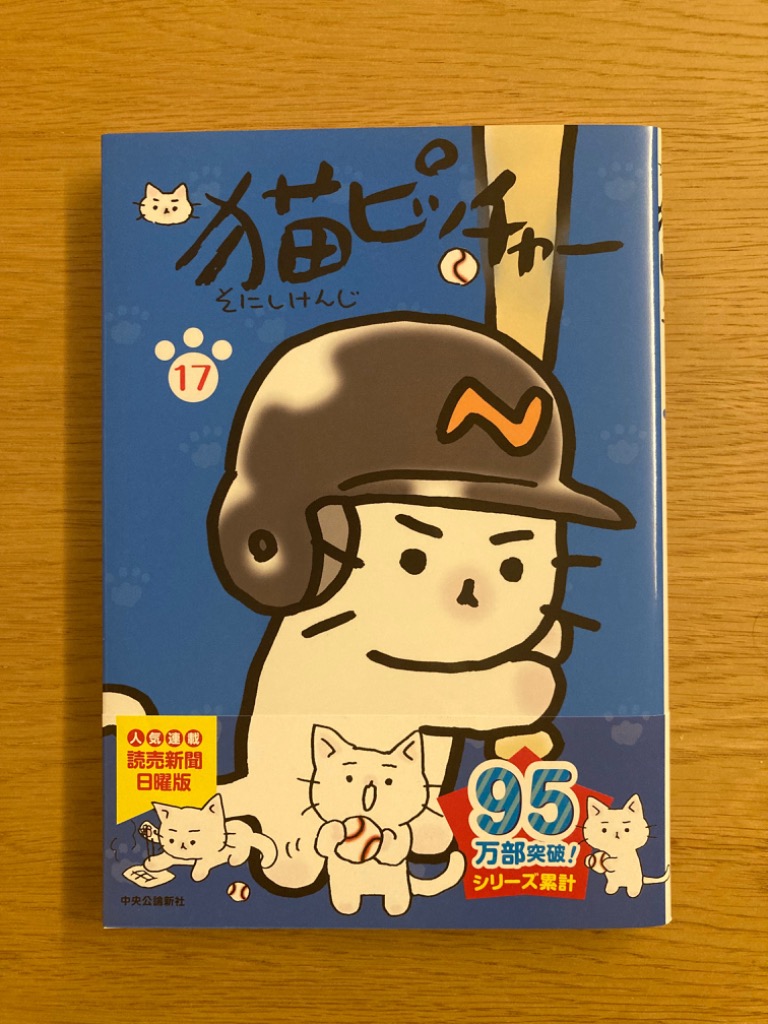 猫ピッチャー
そにしけんじ
17
N
人気連載
読売新聞
日曜版
95
万部突破!
シリーズ累計
中央公論新社